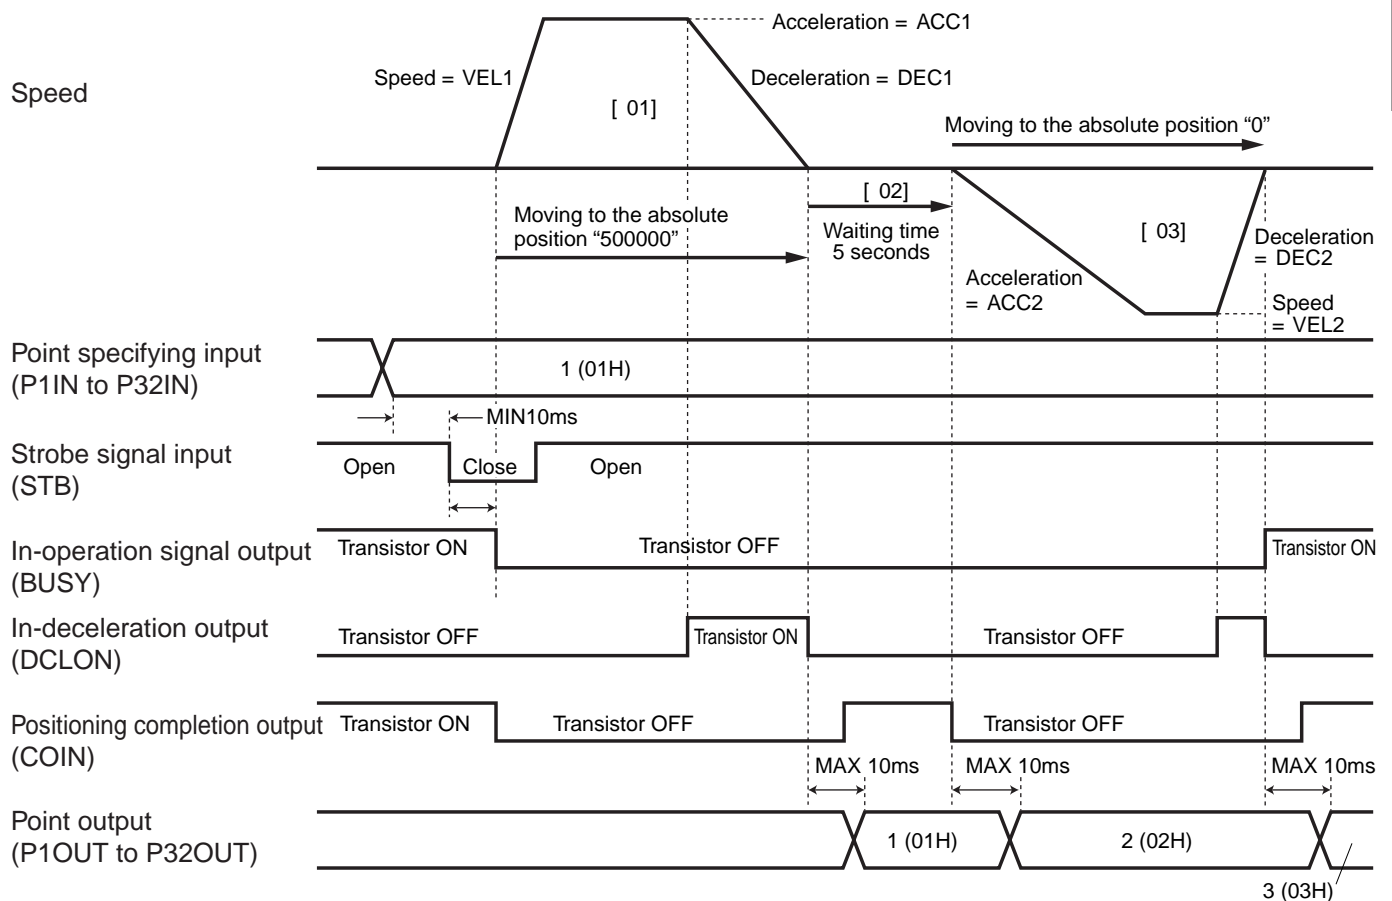 Acceleration = ACC1
Speed = VEL1
Deceleration = DEC1
Speed
[ 01]
Moving to the absolute position “0”
[ 02]
Moving to the absolute
position “500000”
Waiting time
5 seconds
[ 03]
Deceleration
= DEC2
Acceleration
= ACC2
Speed
= VEL2
Point specifying input
(P1IN to P32IN)
1 (01H)
MIN10ms
Strobe signal input
(STB)
Open
Close
Open
In-operation signal output
(BUSY)
Transistor ON
Transistor OFF
Transistor ON
In-deceleration output
(DCLON)
Transistor OFF
Transistor ON
Transistor OFF
Positioning completion output
(COIN)
Transistor ON
Transistor OFF
Transistor OFF
MAX 10ms
MAX 10ms
MAX 10ms
Point output
(P1OUT to P32OUT)
1 (01H)
2 (02H)
3 (03H)